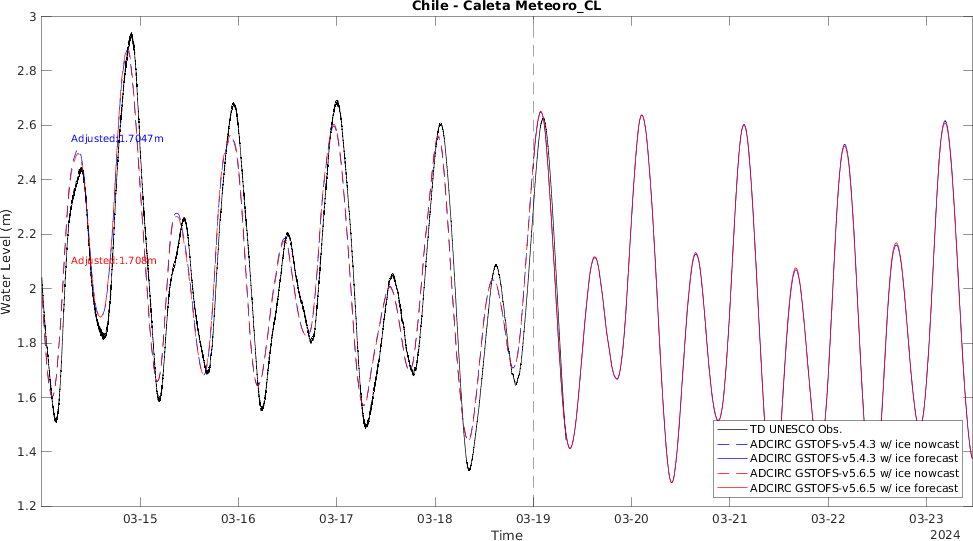 Chile - Caleta Meteoro_CL
3
2.8
2.6
2.4
2.2
2
1.8
1.6
1.4
1.2
Water Level (m)
Adjusted:1.7047m
Adjusted:1.708m
TD UNESCO Obs.
ADCIRC GSTOFS-v5.4.3 w/ ice nowcast
ADCIRC GSTOFS-v5.4.3 w/ ice forecast
ADCIRC GSTOFS-v5.6.5 w/ ice nowcast
ADCIRC GSTOFS-v5.6.5 w/ ice forecast
03-15 03-16 03-17 03-18 03-19 03-20 03-21 03-22 03-23
Time
2024